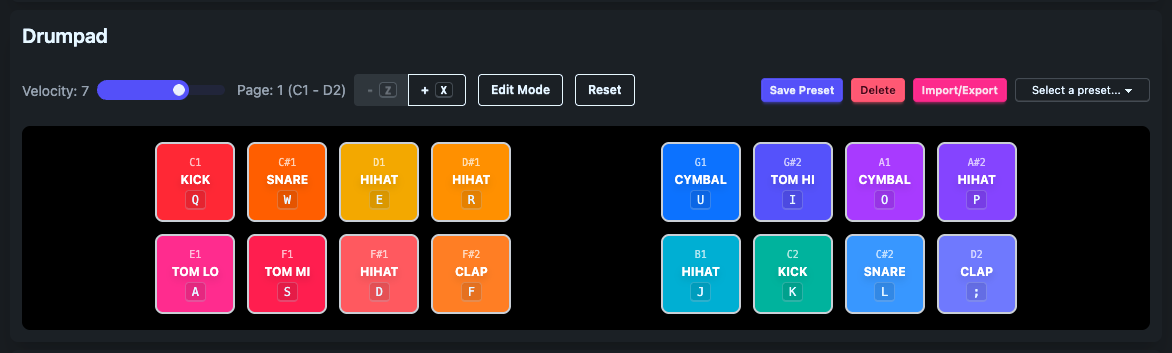 Drumpad
Velocity: 7 Page: 1 (C1 - D2) - Z + X Edit Mode Reset Save Preset Delete Import/Export Select a preset...
C1 C#1 D1 D#1 G1 G#2 A1 A#2
KICK SNARE HIHAT HIHAT CYMBAL TOM HI CYMBAL HIHAT
Q W E R U I O P
E1 F1 F#1 F#2 B1 C2 C#2 D2
TOM LO TOM MI HIHAT CLAP HIHAT KICK SNARE CLAP
A S D F J K L ;